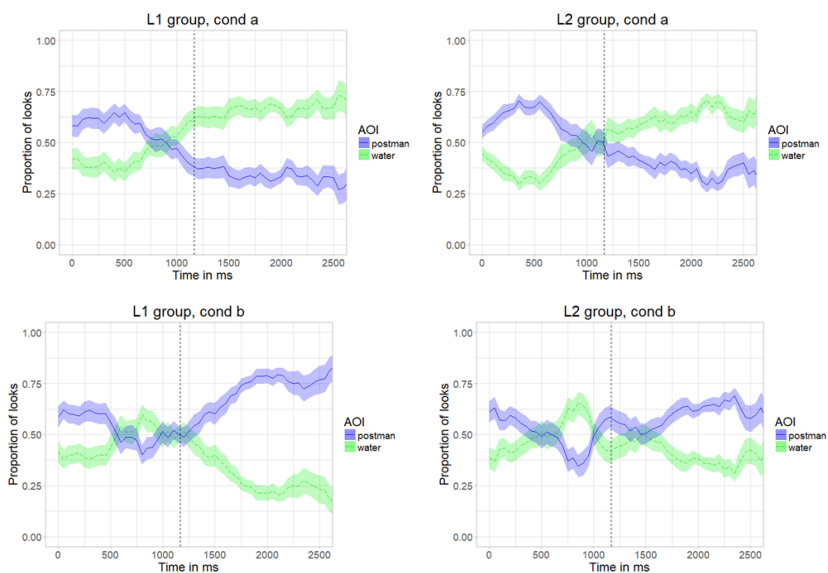 L1 group, cond a
1.00
0.75
0.50
0.25
0.00
Proportion of looks
0
500
1000
1500
2000
2500
Time in ms
AOI
postman
water
L2 group, cond a
1.00
0.75
0.50
0.25
0.00
Proportion of looks
0
500
1000
1500
2000
2500
Time in ms
AOI
postman
water
L1 group, cond b
1.00
0.75
0.50
0.25
0.00
Proportion of looks
0
500
1000
1500
2000
2500
Time in ms
AOI
postman
water
L2 group, cond b
1.00
0.75
0.50
0.25
0.00
Proportion of looks
0
500
1000
1500
2000
2500
Time in ms
AOI
postman
water